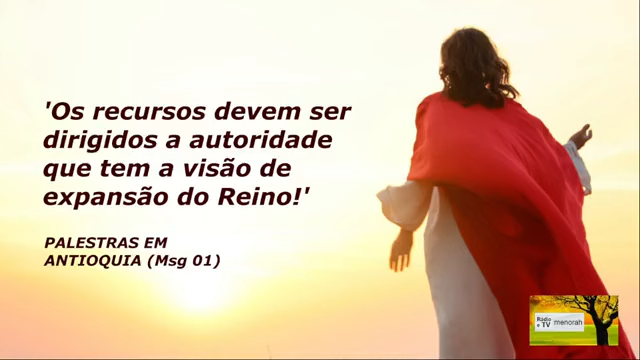 'Os recursos devem ser
dirigidos a autoridade
que tem a visão de
expansão do Reino!'
PALESTRAS EM
ANTIOQUIA (Msg 01)
Rádio
e TV menorah